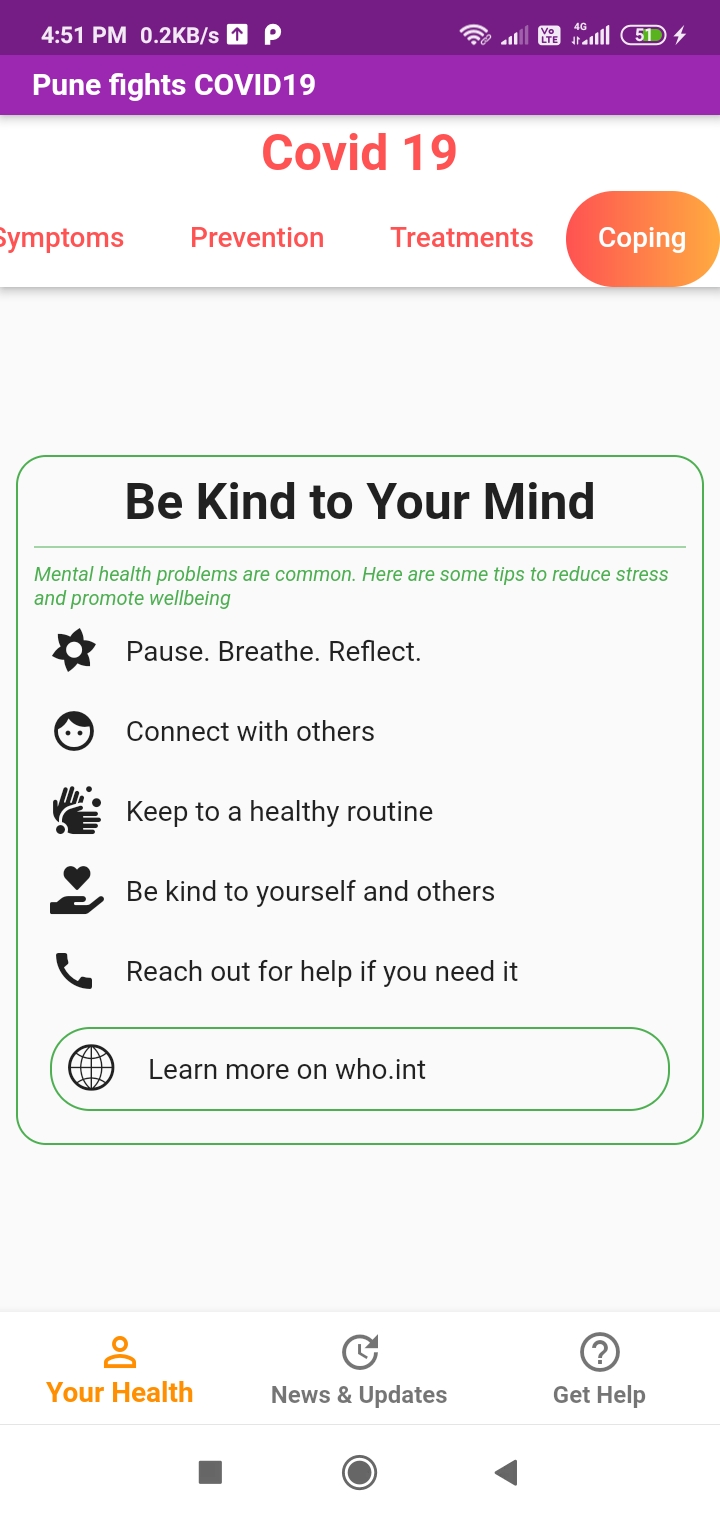 4:51 PM 0.2KB/s
Vo LTE 4G 51
Pune fights COVID19
Covid 19
Symptoms Prevention Treatments Coping
Be Kind to Your Mind
Mental health problems are common. Here are some tips to reduce stress
and promote wellbeing
Pause. Breathe. Reflect.
Connect with others
Keep to a healthy routine
Be kind to yourself and others
Reach out for help if you need it
Learn more on who.int
Your Health News & Updates Get Help